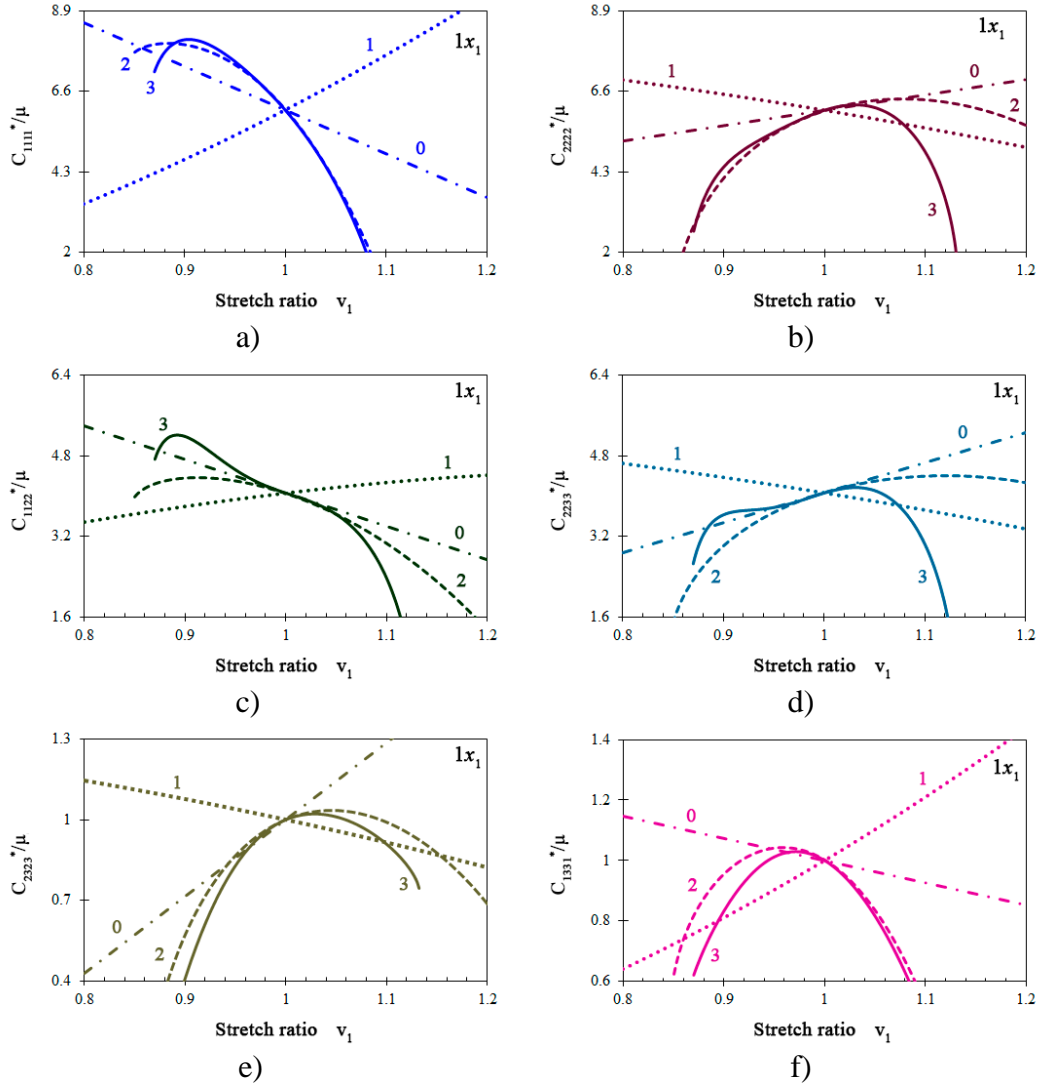 8.9
6.6
4.3
2
C1111*/μ
1x1
1
2
3
0
0.8 0.9 1 1.1 1.2
Stretch ratio v1
a)
8.9
6.6
4.3
2
C2222*/μ
1x1
1
0
2
3
0.8 0.9 1 1.1 1.2
Stretch ratio v1
b)
6.4
4.8
3.2
1.6
C1122*/μ
1x1
3
1
0
2
0.8 0.9 1 1.1 1.2
Stretch ratio v1
c)
6.4
4.8
3.2
1.6
C2233*/μ
1x1
0
1
2
3
0.8 0.9 1 1.1 1.2
Stretch ratio v1
d)
1.3
1
0.7
0.4
C2323*/μ
1x1
1
0
2
3
0.8 0.9 1 1.1 1.2
Stretch ratio v1
e)
1.4
1.2
1
0.8
0.6
C1331*/μ
1x1
1
0
2
3
0.8 0.9 1 1.1 1.2
Stretch ratio v1
f)